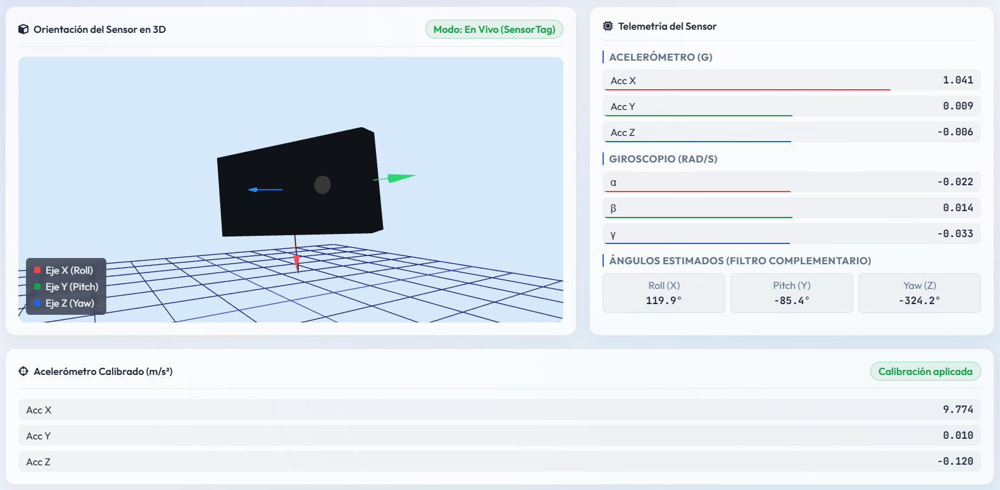 Orientación del Sensor en 3D
Modo: En Vivo (SensorTag)
Eje X (Roll)
Eje Y (Pitch)
Eje Z (Yaw)
Telemetría del Sensor
ACELERÓMETRO (G)
Acc X 1.041
Acc Y 0.009
Acc Z -0.006
GIROSCOPIO (RAD/S)
α -0.022
β 0.014
γ -0.033
ÁNGULOS ESTIMADOS (FILTRO COMPLEMENTARIO)
Roll (X) Pitch (Y) Yaw (Z)
119.9° -85.4° -324.2°
Acelerómetro Calibrado (m/s²)
Calibración aplicada
Acc X 9.774
Acc Y 0.010
Acc Z -0.120